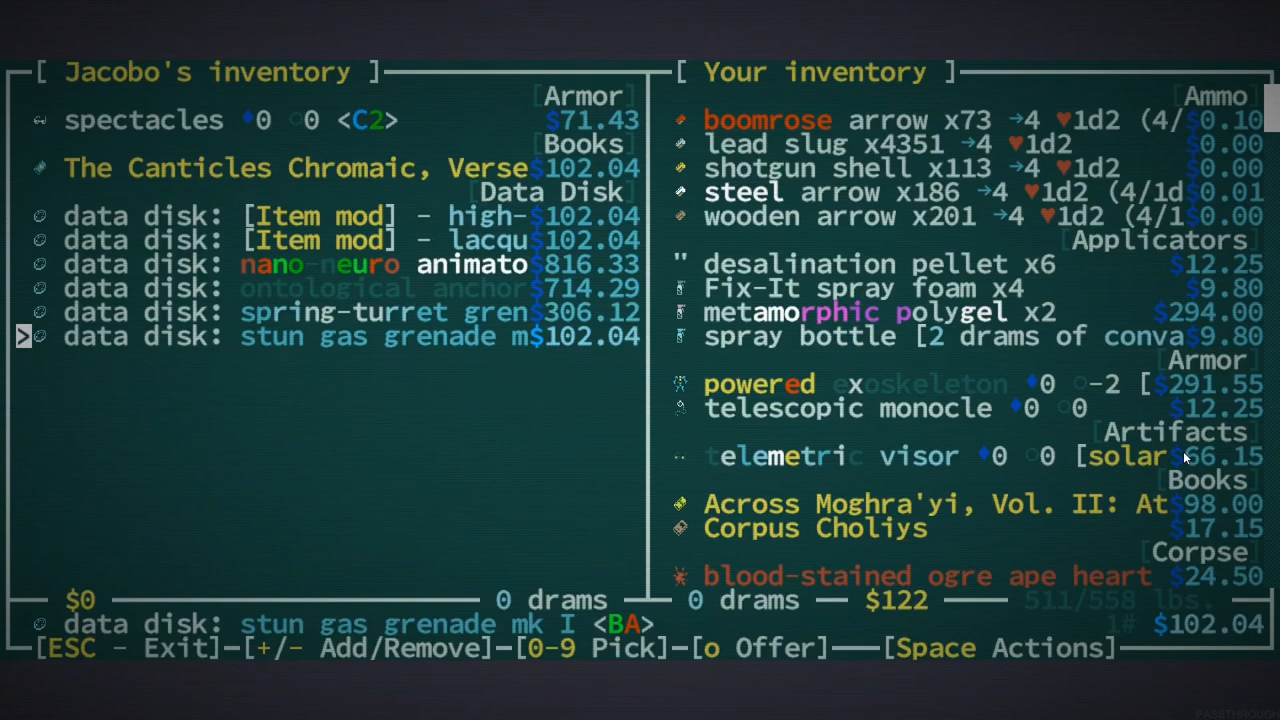 [ Jacobo's inventory ]
[Armor]
spectacles ♦0 ○0 <C2> $71.43
[Books]
The Canticles Chromaic, Verse $102.04
[Data Disk]
data disk: [Item mod] - high- $102.04
data disk: [Item mod] - lacqu $102.04
data disk: nano-neuro animato $816.33
data disk: ontological anchor $714.29
data disk: spring-turret gren $306.12
> data disk: stun gas grenade m $102.04
[ Your inventory ]
[Ammo]
boomrose arrow x73 →4 ♥1d2 (4/ $0.10
lead slug x4351 →4 ♥1d2 $0.00
shotgun shell x113 →4 ♥1d2 $0.00
steel arrow x186 →4 ♥1d2 (4/1d $0.01
wooden arrow x201 →4 ♥1d2 (4/1 $0.00
[Applicators]
desalination pellet x6 $12.25
Fix-It spray foam x4 $9.80
metamorphic polygel x2 $294.00
spray bottle [2 drams of conva $9.80
[Armor]
powered exoskeleton ♦0 ○-2 [ $291.55
telescopic monocle ♦0 ○0 $12.25
[Artifacts]
telemetric visor ♦0 ○0 [solar $66.15
[Books]
Across Moghra'yi, Vol. II: At $98.00
Corpus Choliys $17.15
[Corpse]
blood-stained ogre ape heart $24.50
$0 0 drams 0 drams $122 511/558 lbs.
data disk: stun gas grenade mk I <BA> 1# $102.04
[ESC - Exit] [+/- Add/Remove] [0-9 Pick] [o Offer] [Space Actions]